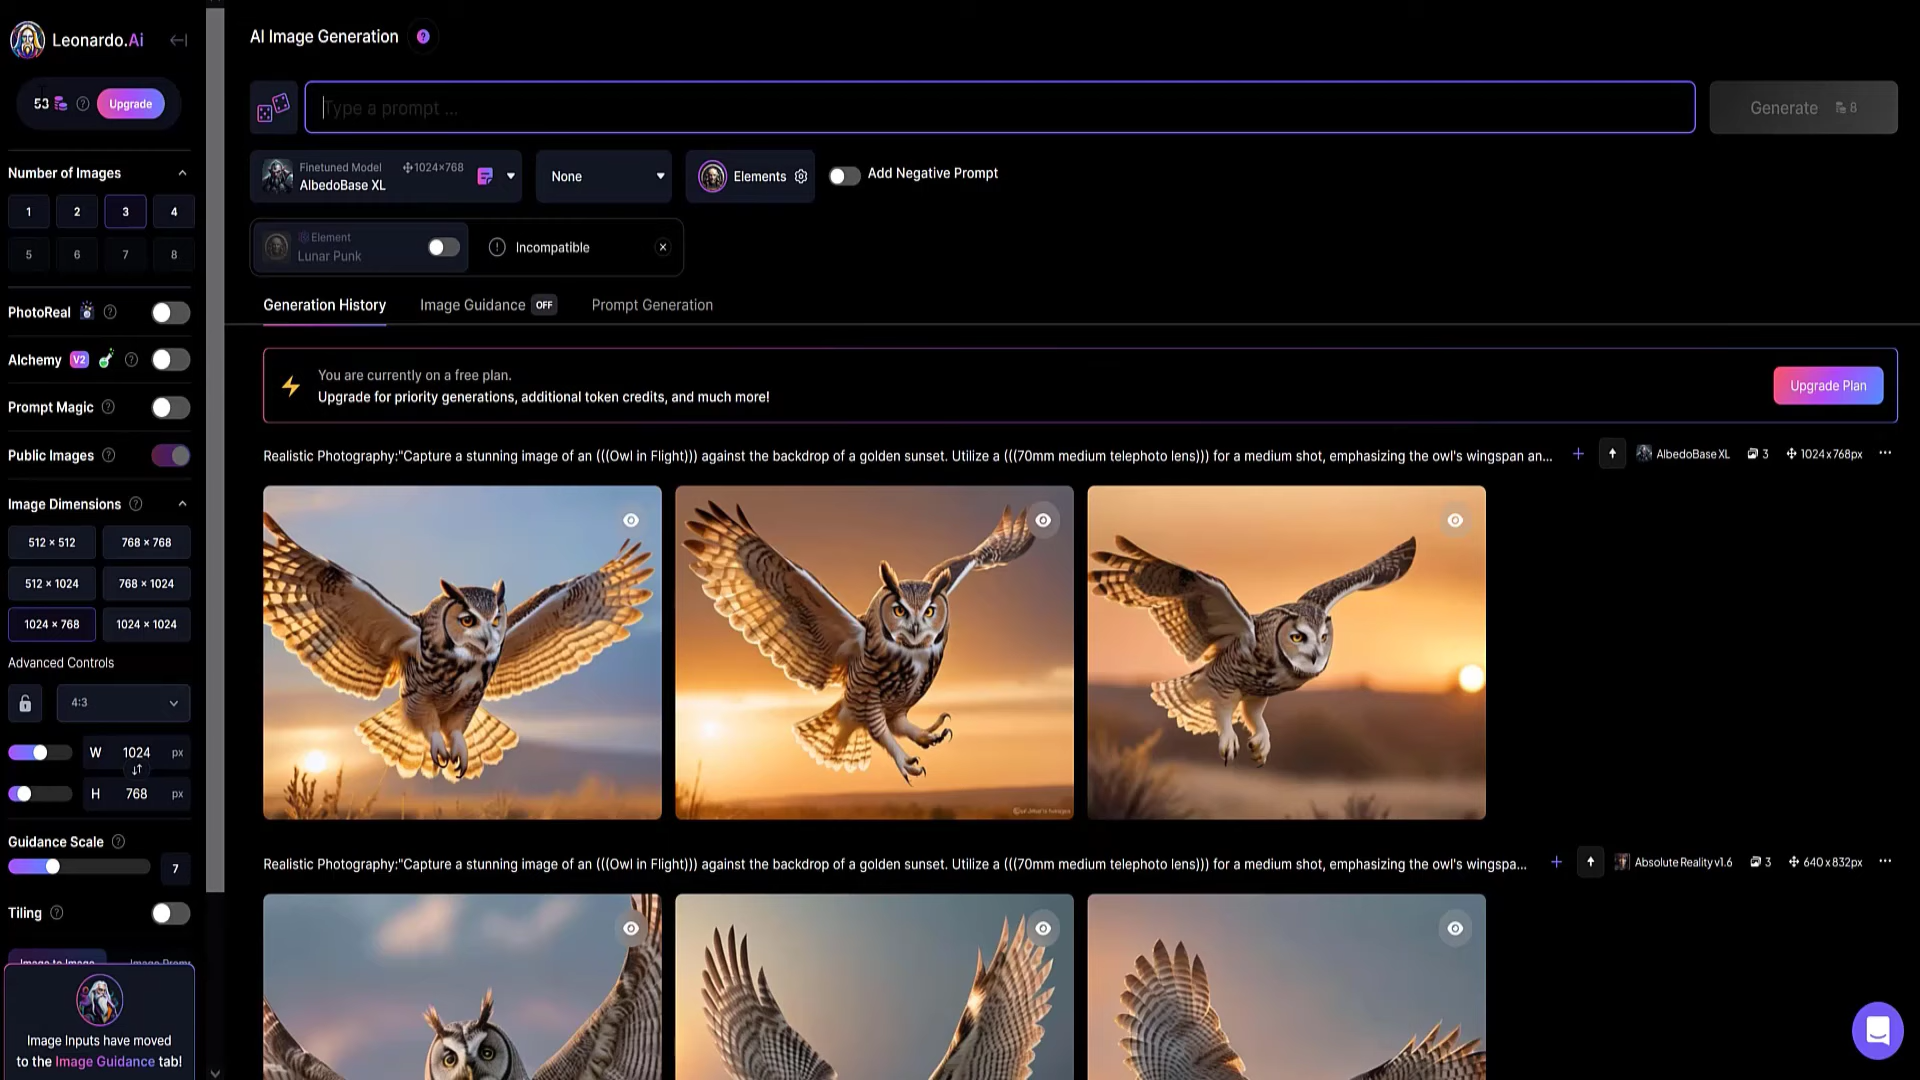 Leonardo.Ai
AI Image Generation
?
53
?
Upgrade
Type a prompt ...
Generate
8
Number of Images
1
2
3
4
5
6
7
8
Finetuned Model
1024×768
AlbedoBase XL
None
Elements
Add Negative Prompt
Element
Lunar Punk
Incompatible
Generation History
Image Guidance
OFF
Prompt Generation
PhotoReal
Alchemy
V2
Prompt Magic
Public Images
You are currently on a free plan.
Upgrade for priority generations, additional token credits, and much more!
Upgrade Plan
Realistic Photography:"Capture a stunning image of an (((Owl in Flight))) against the backdrop of a golden sunset. Utilize a (((70mm medium telephoto lens))) for a medium shot, emphasizing the owl's wingspan an...
AlbedoBase XL
3
1024x768px
Image Dimensions
512 × 512
768 × 768
512 × 1024
768 × 1024
1024 × 768
1024 × 1024
Advanced Controls
4:3
W
1024
px
H
768
px
Guidance Scale
7
Tiling
Image to Image
Realistic Photography:"Capture a stunning image of an (((Owl in Flight))) against the backdrop of a golden sunset. Utilize a (((70mm medium telephoto lens))) for a medium shot, emphasizing the owl's wingspa...
Absolute Reality v1.6
3
640x832px
Image Inputs have moved
to the Image Guidance tab!